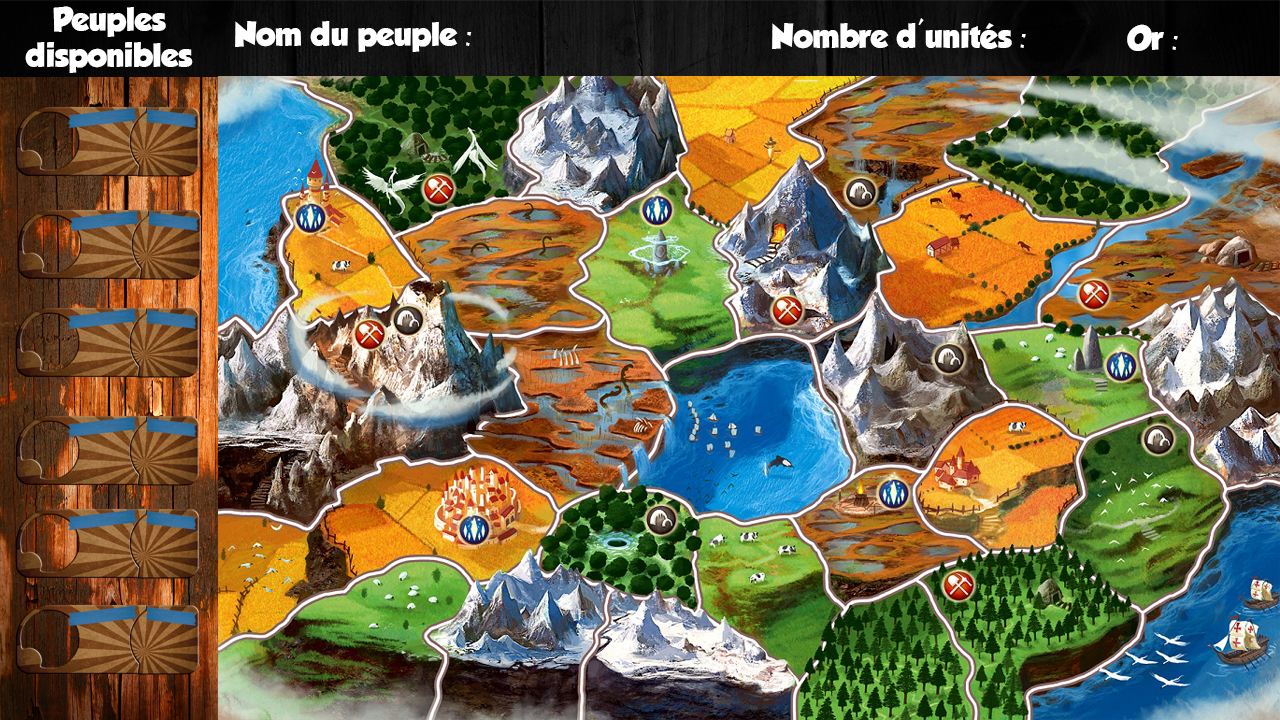 Peuples
disponibles
Nom du peuple :
Nombre d'unités :
Or :